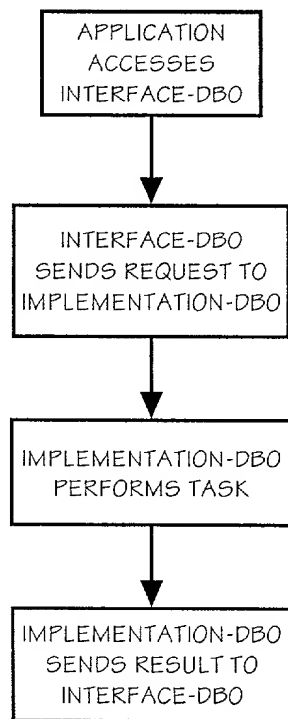 APPLICATION
ACCESSES
INTERFACE-DBO
INTERFACE-DBO
SENDS REQUEST TO
IMPLEMENTATION-DBO
IMPLEMENTATION-DBO
PERFORMS TASK
IMPLEMENTATION-DBO
SENDS RESULT TO
INTERFACE-DBO